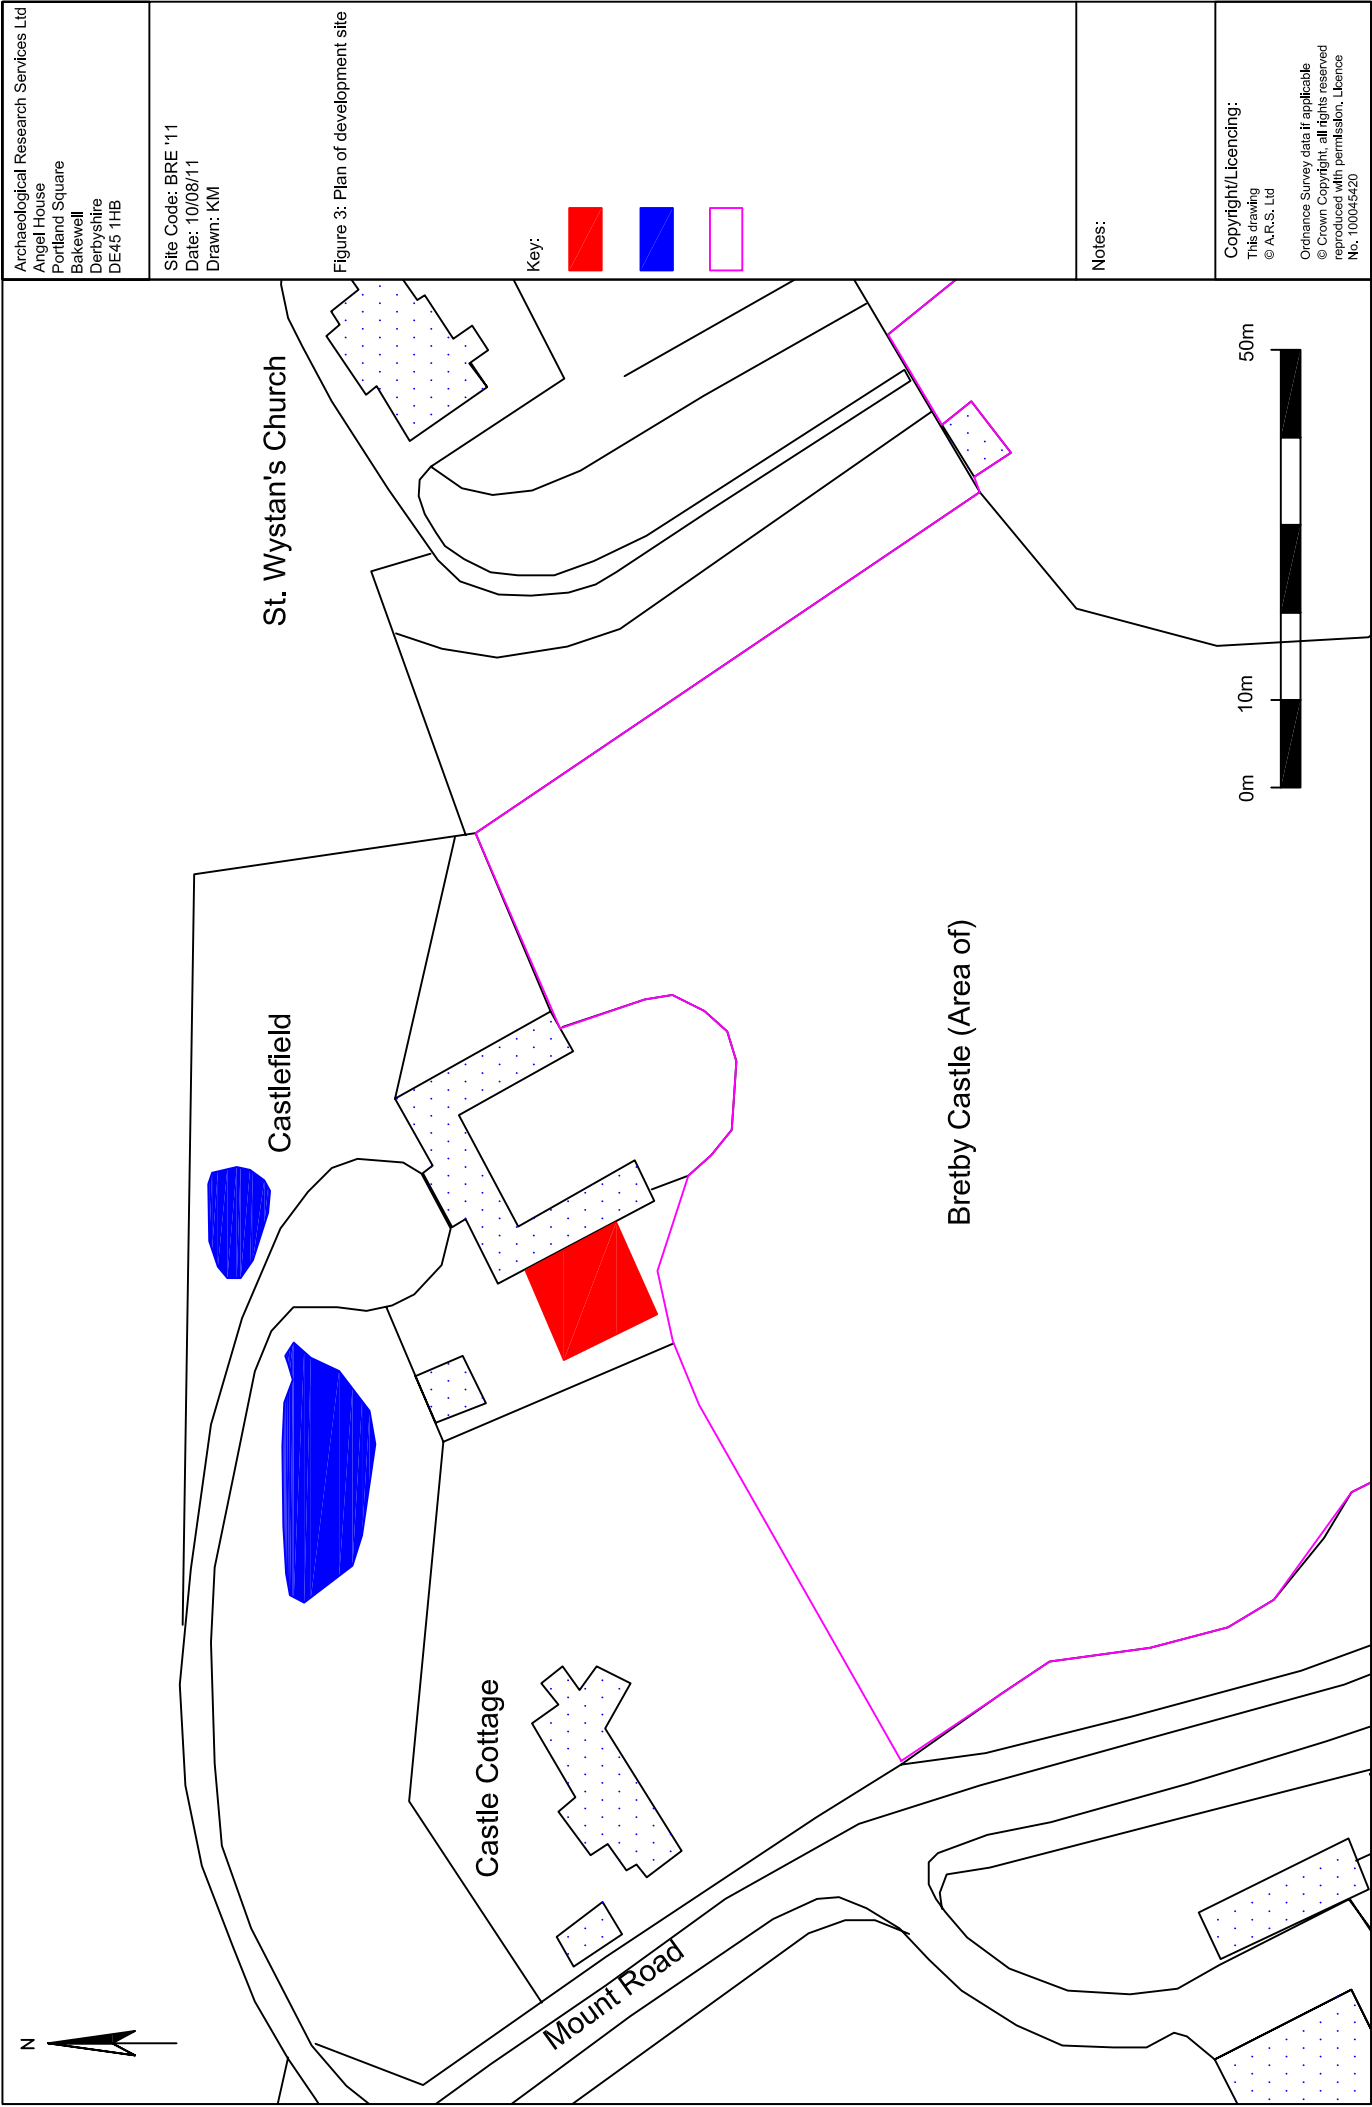 Archaeological Research Services Ltd
Angel House
Portland Square
Bakewell
Derbyshire
DE45 1HB
Site Code: BRE '11
Date: 10/08/11
Drawn: KM
Figure 3: Plan of development site
Key:
Notes:
Copyright/Licencing:
This drawing
© A.R.S. Ltd
Ordnance Survey data if applicable
© Crown Copyright, all rights reserved
reproduced with permission. Licence
No. 100045420
N
St. Wystan's Church
Castlefield
Castle Cottage
Mount Road
Bretby Castle (Area of)
0m
10m
50m